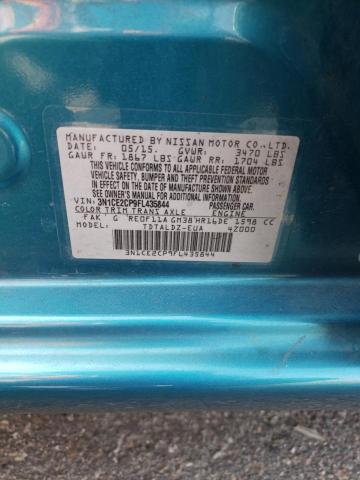 MANUFACTURED BY NISSAN MOTOR CO., LTD.
DATE: 05/15. GVWR: 3470 LBS
GAWR FR: 1867 LBS GAWR RR: 1704 LBS
THIS VEHICLE CONFORMS TO ALL APPLICABLE FEDERAL MOTOR
VEHICLE SAFETY, BUMPER AND THEFT PREVENTION STANDARDS
IN EFFECT ON THE DATE OF MANUFACTURE SHOWN ABOVE.
SEE OWNER'S MANUAL FOR ADDITIONAL INFORMATION.
VIN: 3N1CE2CP9FL435844 PASSENGER CAR
COLOR TRIM TRANS AXLE ENGINE
FAK G RE0F11A GM38 HR16DE 1598 CC
MODEL: TDTALDZ-EUA 4Z000
3N1CE2CP9FL435844